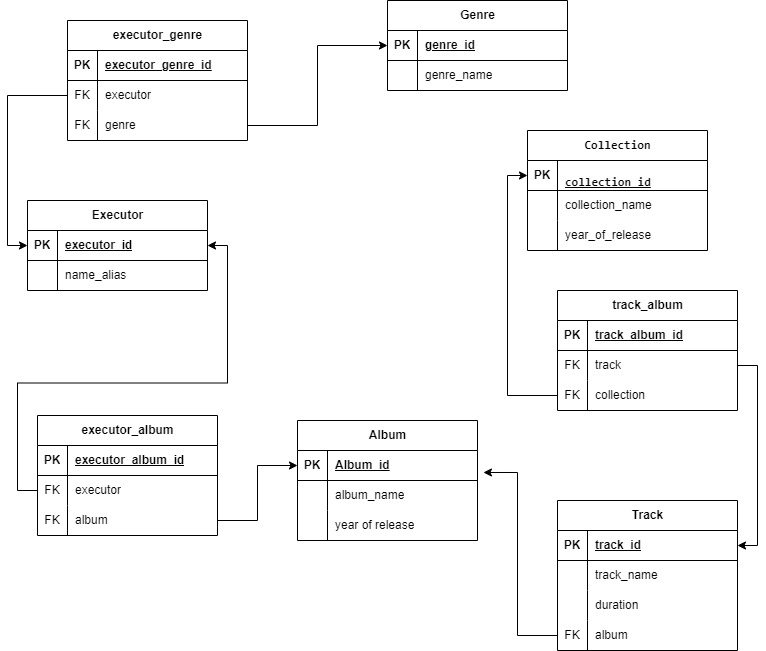 executor_genre
PK executor_genre_id
FK executor
FK genre
Genre
PK genre_id
genre_name
Collection
PK collection_id
collection_name
year_of_release
Executor
PK executor_id
name_alias
track_album
PK track_album_id
FK track
FK collection
executor_album
PK executor_album_id
FK executor
FK album
Album
PK Album_id
album_name
year of release
Track
PK track_id
track_name
duration
FK album